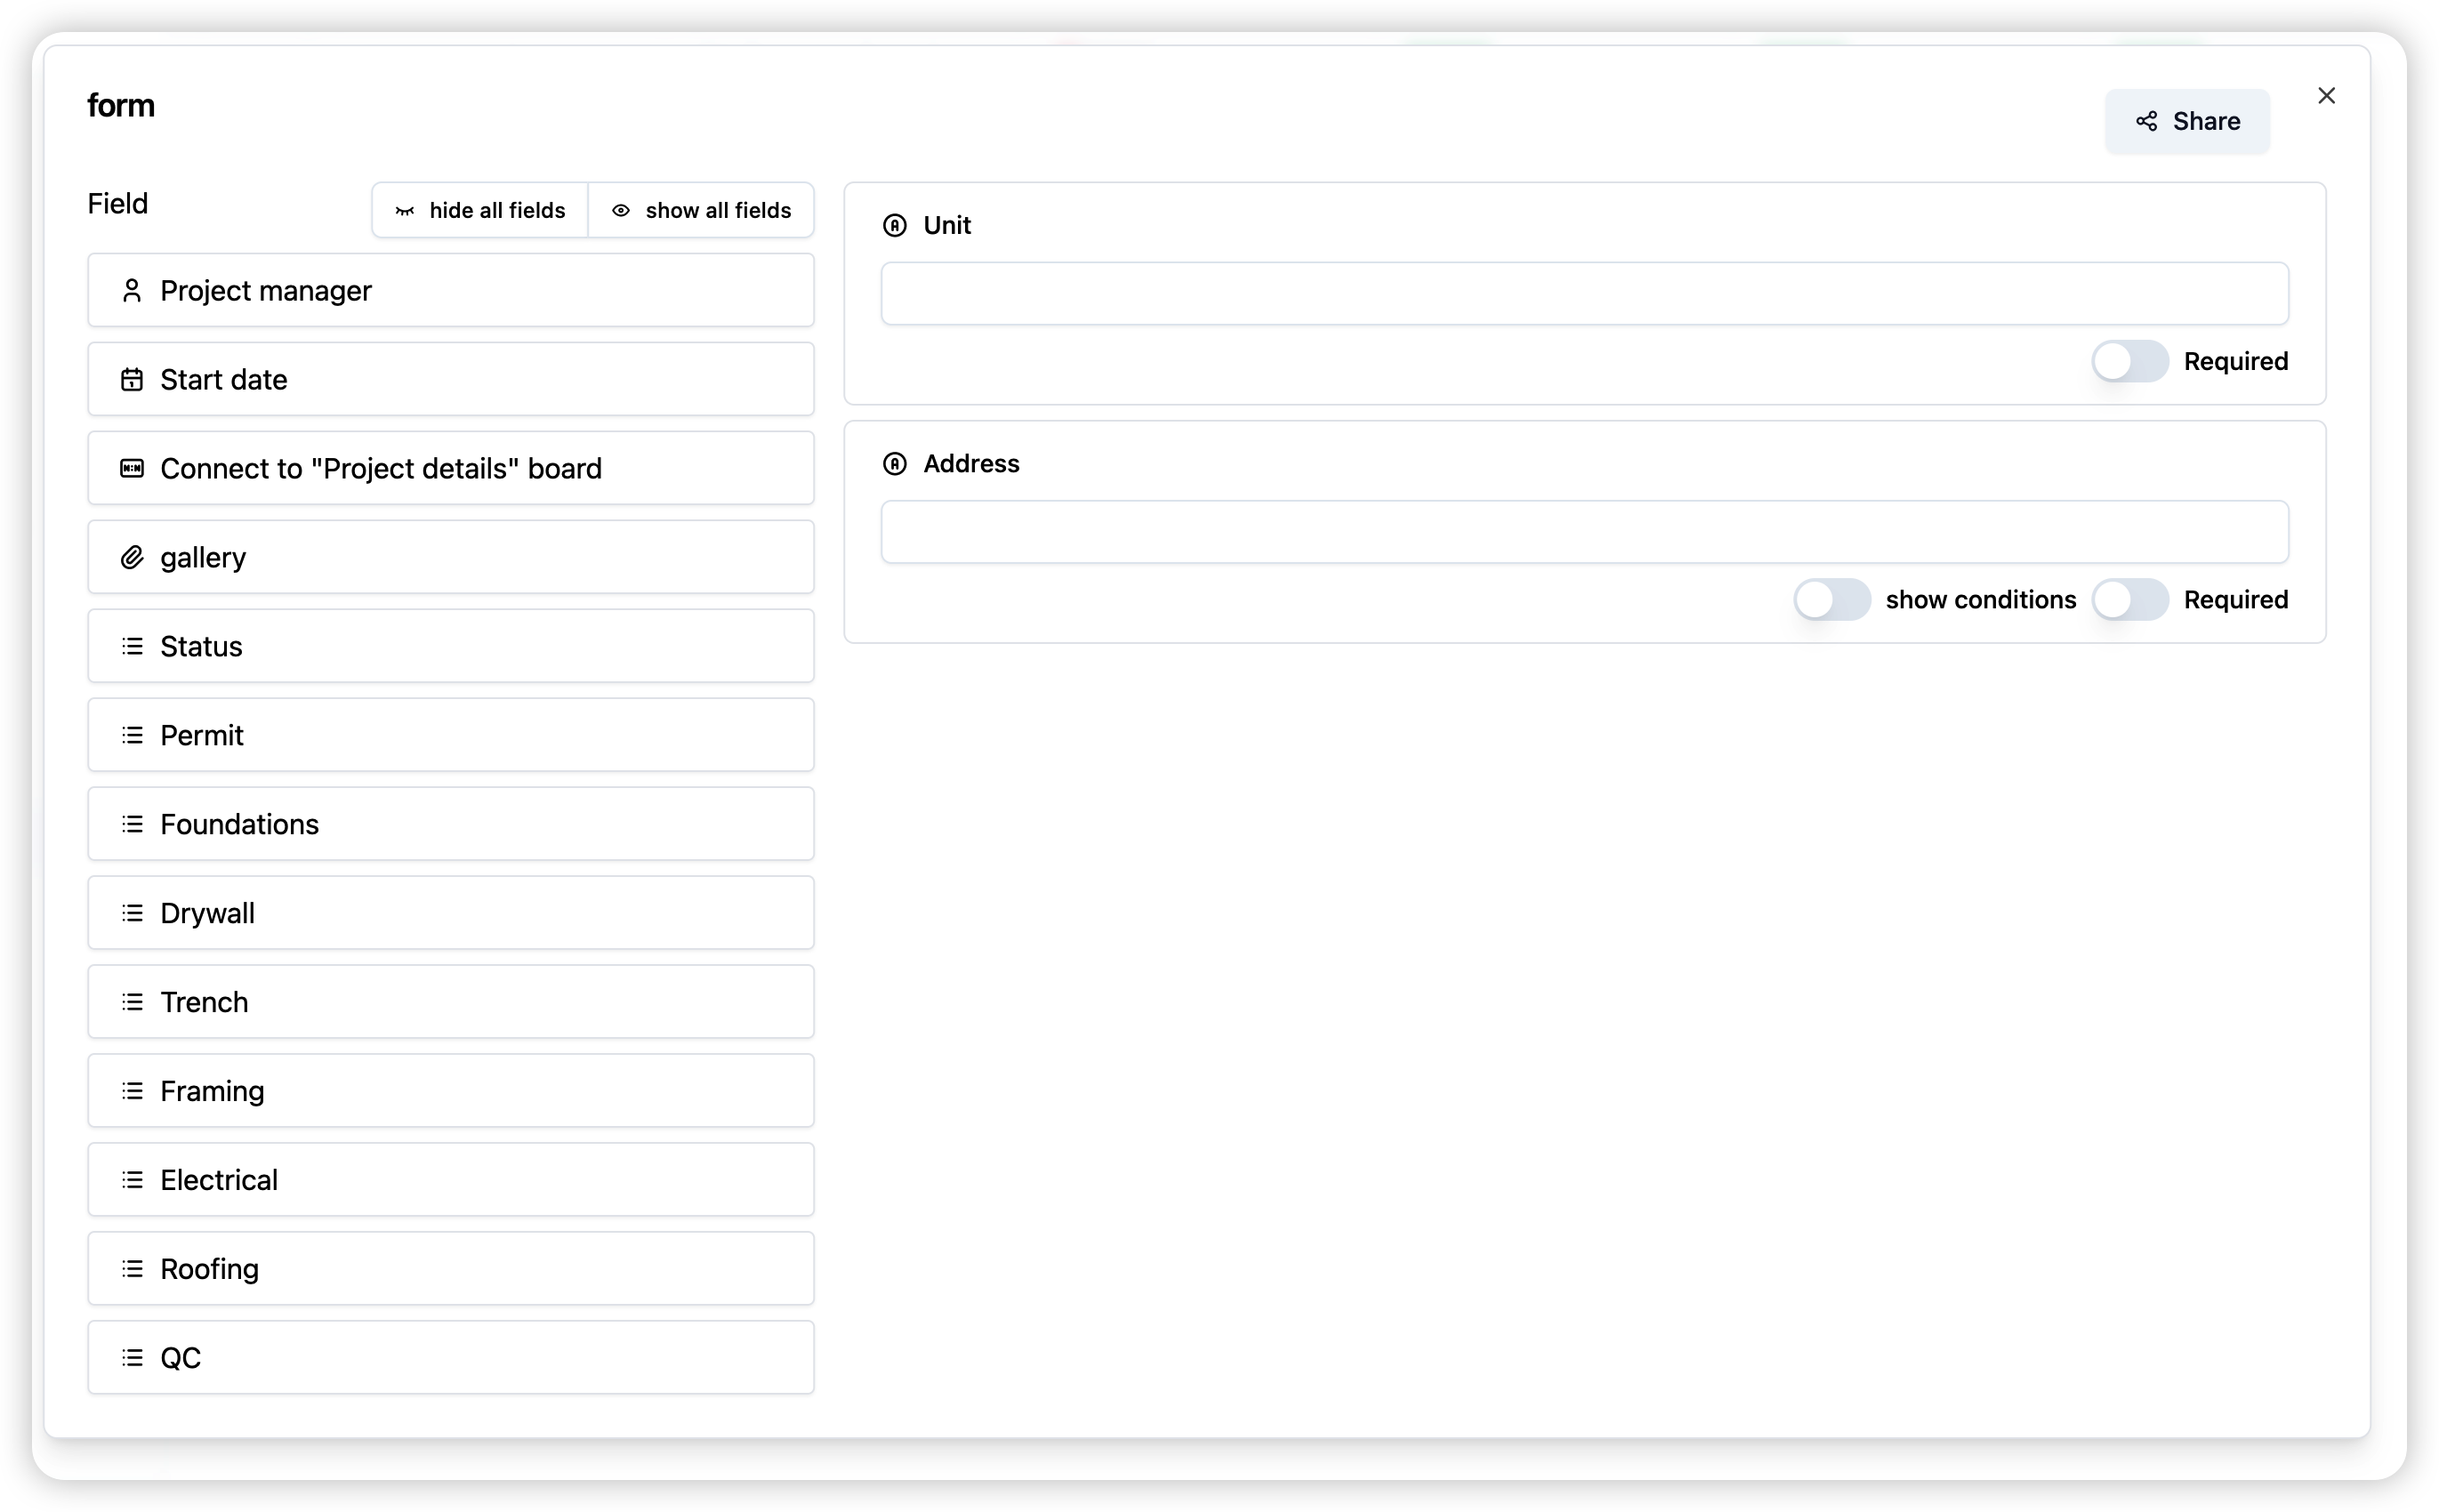 form
Share
Field
hide all fields
show all fields
Project manager
Start date
Connect to "Project details" board
gallery
Status
Permit
Foundations
Drywall
Trench
Framing
Electrical
Roofing
QC
Unit
Required
Address
show conditions
Required